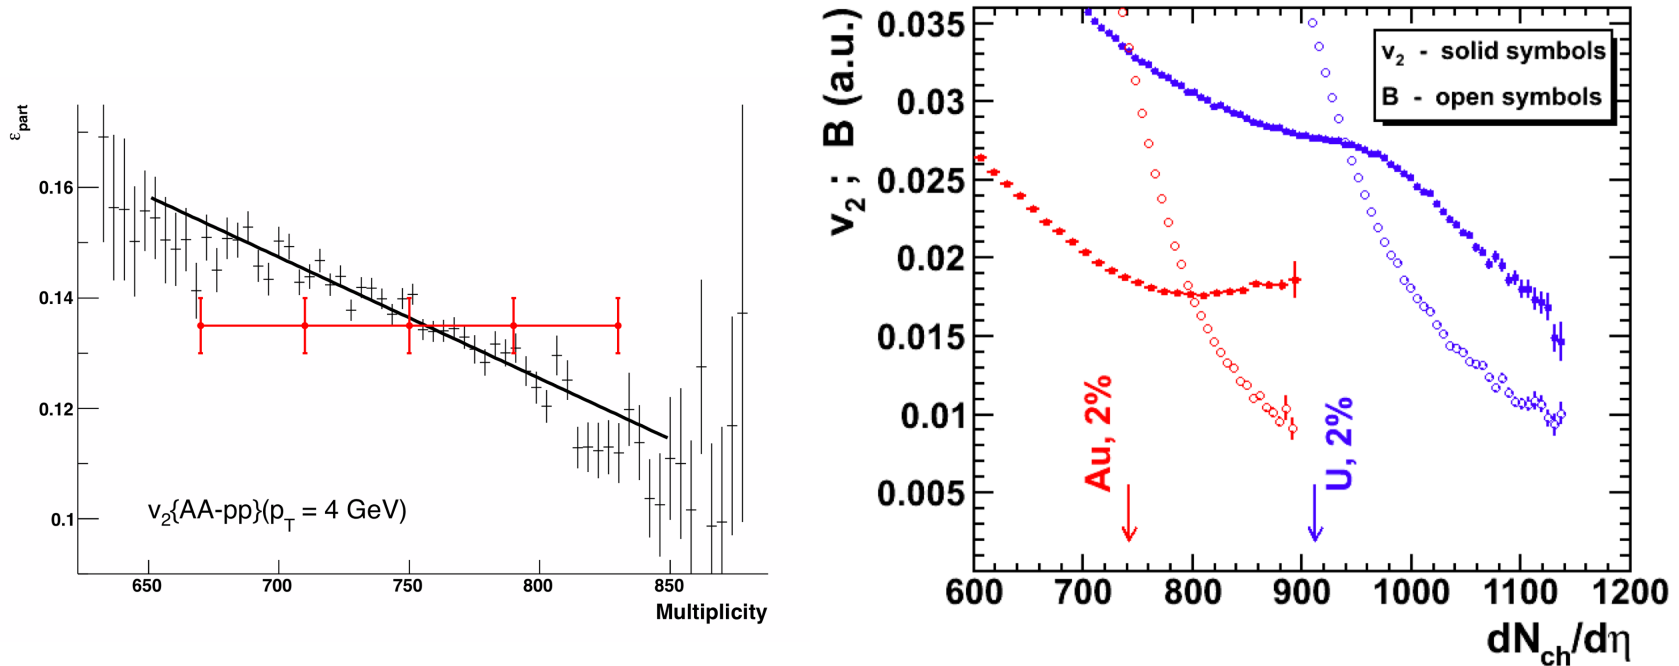 ε_part
0.16
0.14
0.12
0.1
v₂{AA-pp}(p_T = 4 GeV)
650 700 750 800 850
Multiplicity
v₂ ; B (a.u.)
0.035
0.03
0.025
0.02
0.015
0.01
0.005
v₂ - solid symbols
B - open symbols
Au, 2%
U, 2%
600 700 800 900 1000 1100 1200
dN_ch/dη